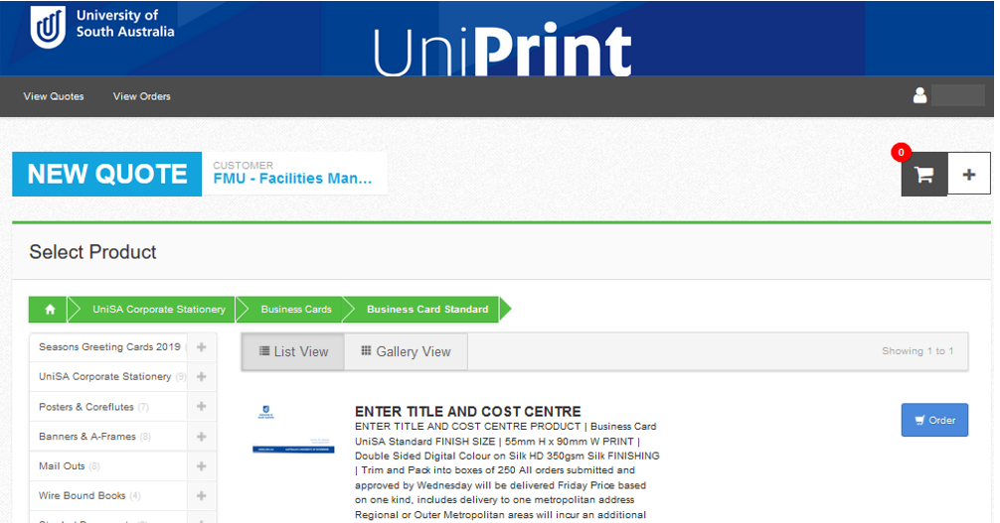 University of
South Australia
UniPrint
View Quotes View Orders
NEW QUOTE
CUSTOMER
FMU - Facilities Man...
0
Select Product
UniSA Corporate Stationery Business Cards Business Card Standard
Seasons Greeting Cards 2019
UniSA Corporate Stationery (9)
Posters & Coreflutes (7)
Banners & A-Frames (8)
Mail Outs (8)
Wire Bound Books (4)
List View Gallery View Showing 1 to 1
ENTER TITLE AND COST CENTRE
ENTER TITLE AND COST CENTRE PRODUCT | Business Card
UniSA Standard FINISH SIZE | 55mm H x 90mm W PRINT |
Double Sided Digital Colour on Silk HD 350gsm Silk FINISHING
| Trim and Pack into boxes of 250 All orders submitted and
approved by Wednesday will be delivered Friday Price based
on one kind, includes delivery to one metropolitan address
Regional or Outer Metropolitan areas will incur an additional
Order